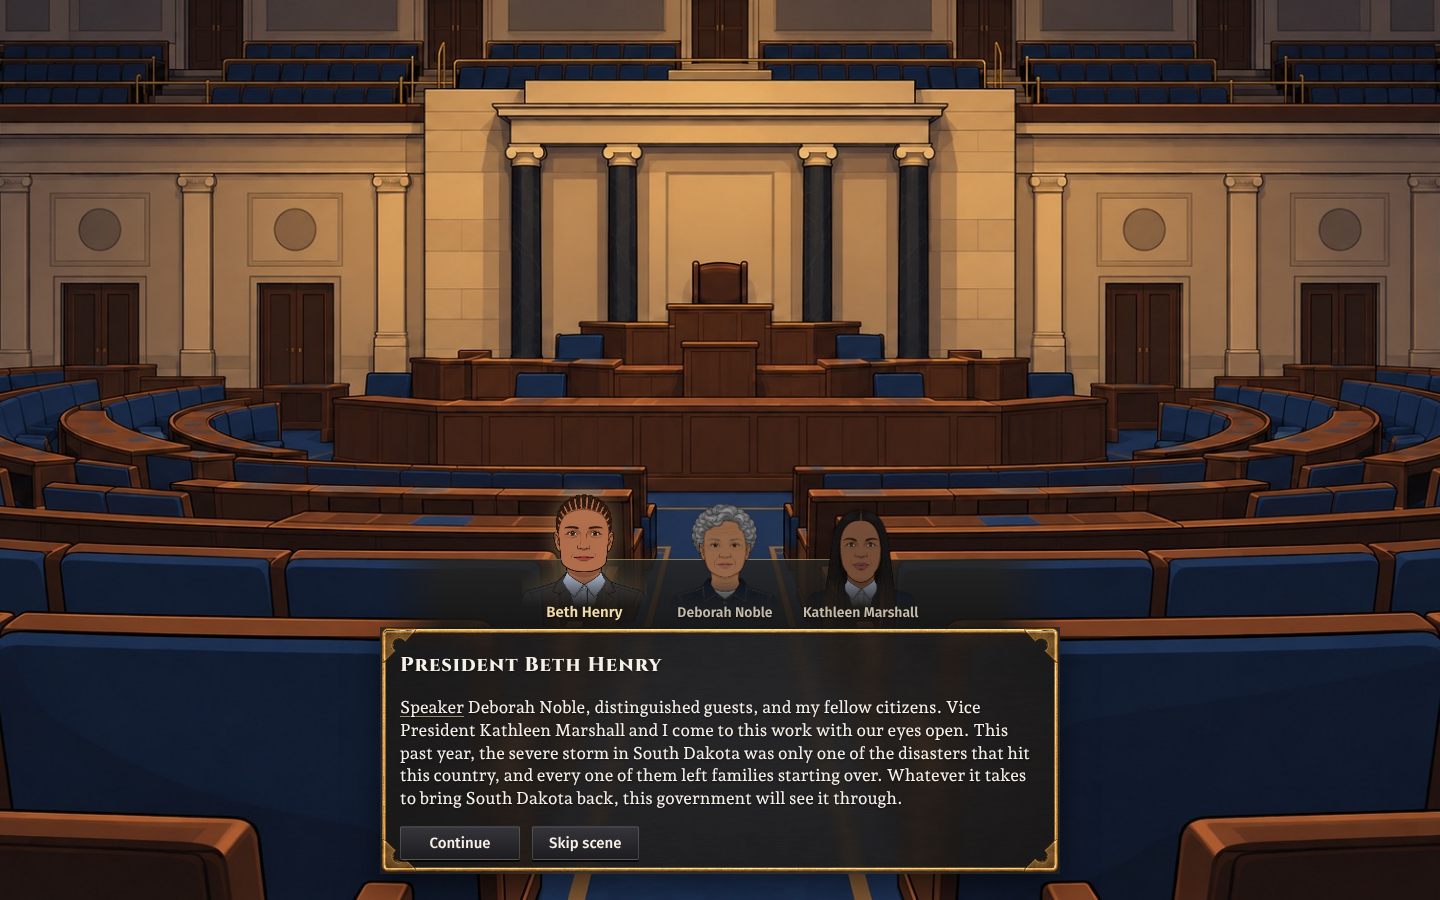 Beth Henry
Deborah Noble
Kathleen Marshall
President Beth Henry
Speaker Deborah Noble, distinguished guests, and my fellow citizens. Vice
President Kathleen Marshall and I come to this work with our eyes open. This
past year, the severe storm in South Dakota was only one of the disasters that hit
this country, and every one of them left families starting over. Whatever it takes
to bring South Dakota back, this government will see it through.
Continue
Skip scene